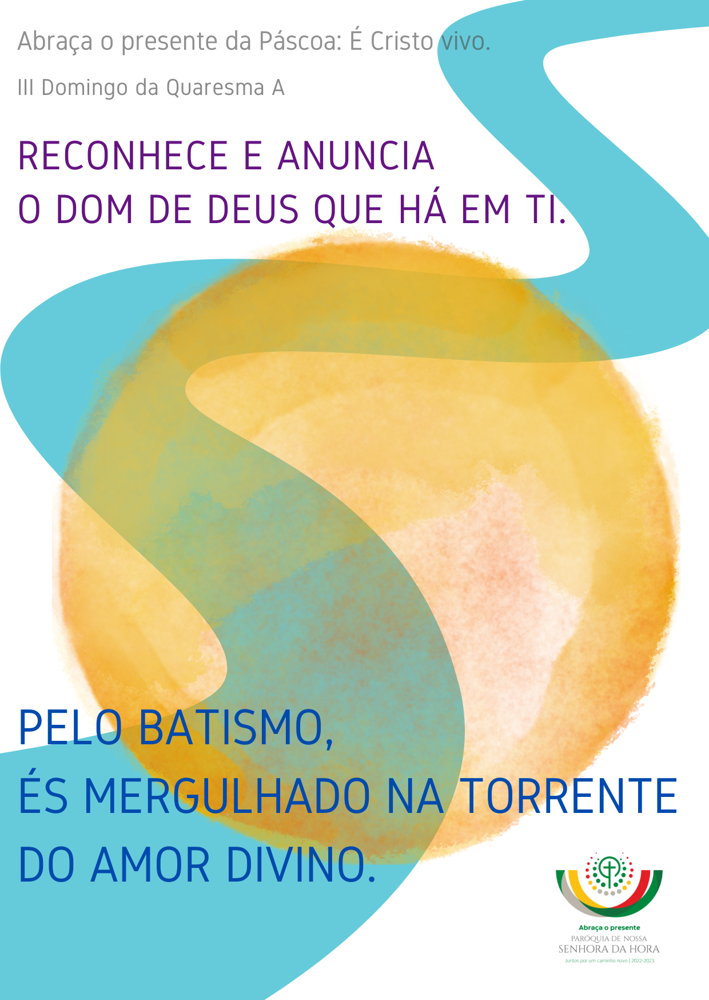 Abraça o presente da Páscoa: É Cristo vivo.
III Domingo da Quaresma A
RECONHECE E ANUNCIA
O DOM DE DEUS QUE HÁ EM TI.
PELO BATISMO,
ÉS MERGULHADO NA TORRENTE
DO AMOR DIVINO.
Abraça o presente
PARÓQUIA DE NOSSA
SENHORA DA HORA
Juntos por um caminho novo | 2022-2023